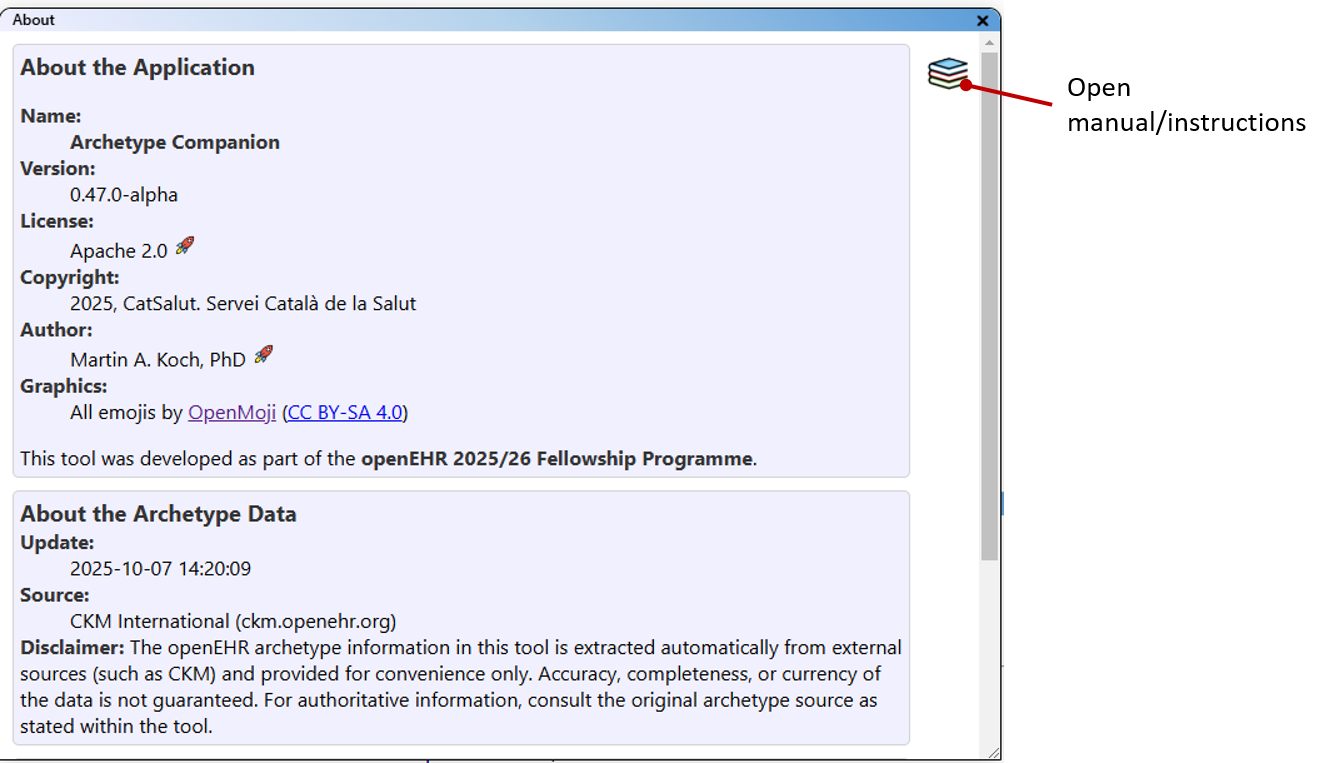 About
About the Application
Name:
Archetype Companion
Version:
0.47.0-alpha
License:
Apache 2.0
Copyright:
2025, CatSalut. Servei Català de la Salut
Author:
Martin A. Koch, PhD
Graphics:
All emojis by OpenMoji (CC BY-SA 4.0)
This tool was developed as part of the openEHR 2025/26 Fellowship Programme.
About the Archetype Data
Update:
2025-10-07 14:20:09
Source:
CKM International (ckm.openehr.org)
Disclaimer: The openEHR archetype information in this tool is extracted automatically from external
sources (such as CKM) and provided for convenience only. Accuracy, completeness, or currency of
the data is not guaranteed. For authoritative information, consult the original archetype source as
stated within the tool.
Open
manual/instructions